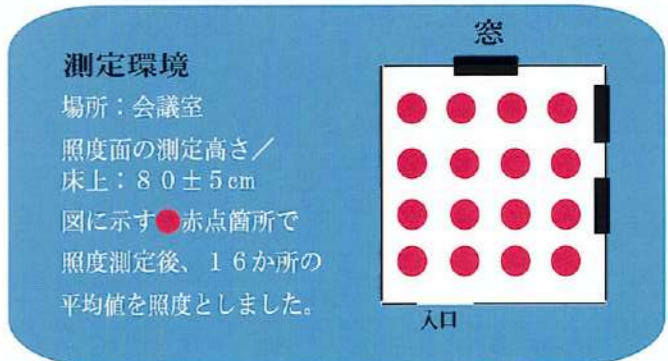 測定環境
場所：会議室
照度面の測定高さ／
床上：８０±５㎝
図に示す●赤点箇所で
照度測定後、１６か所の
平均値を照度としました。
窓
入口